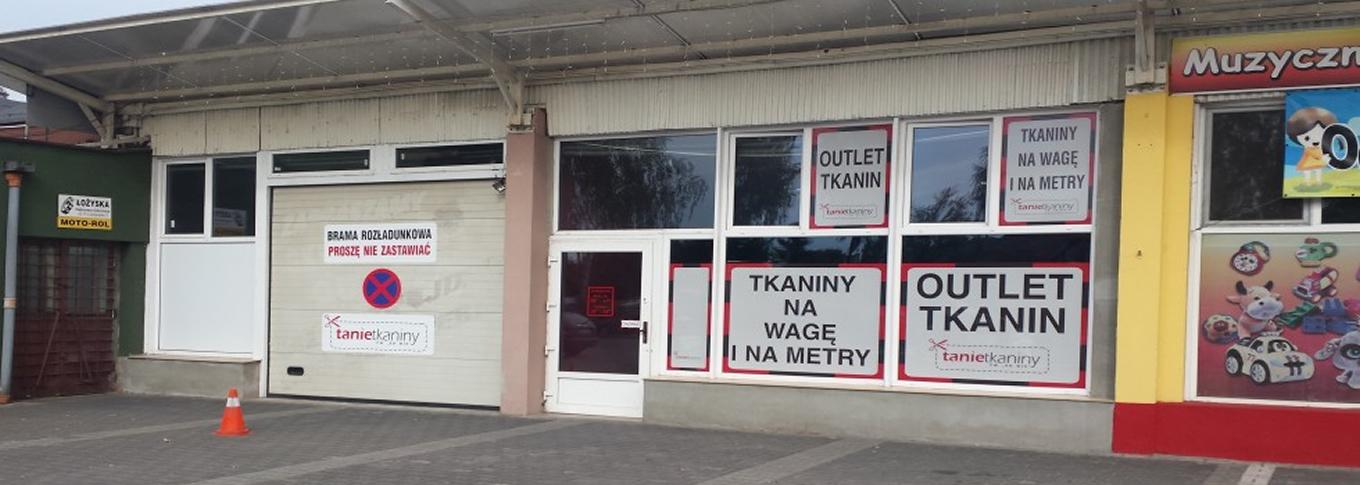 ŁOŻYSKA
MOTO-ROL
BRAMA ROZŁADUNKOWA
PROSZĘ NIE ZASTAWIAĆ
tanietkaniny
OUTLET
TKANIN
tanietkaniny
TKANINY
NA WAGĘ
I NA METRY
tanietkaniny
TKANINY
NA
WAGĘ
I NA METRY
OUTLET
TKANIN
tanietkaniny
Muzyczn